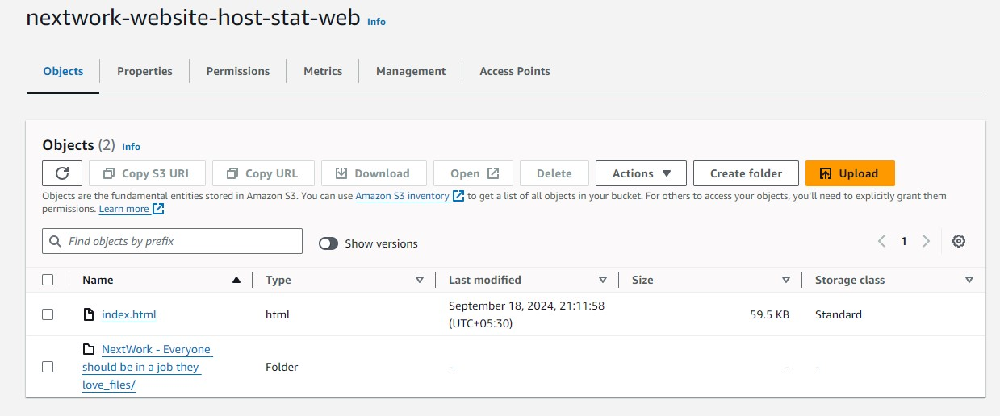 nextwork-website-host-stat-web Info
Objects Properties Permissions Metrics Management Access Points
Objects (2) Info
Copy S3 URI Copy URL Download Open Delete Actions Create folder Upload
Objects are the fundamental entities stored in Amazon S3. You can use Amazon S3 inventory to get a list of all objects in your bucket. For others to access your objects, you'll need to explicitly grant them
permissions. Learn more
Find objects by prefix Show versions 1
Name Type Last modified Size Storage class
index.html html September 18, 2024, 21:11:58 59.5 KB Standard
(UTC+05:30)
NextWork - Everyone
should be in a job they Folder - - -
love_files/